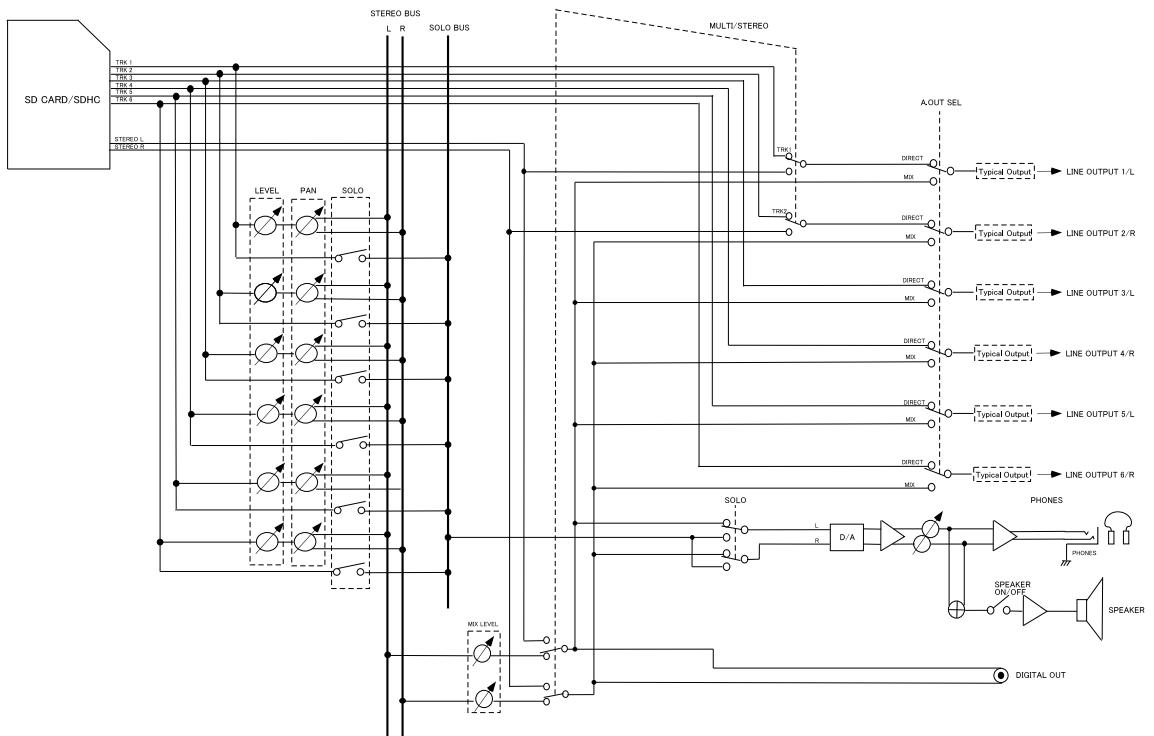 STEREO BUS
L R
SOLO BUS
MULTI/STEREO
SD CARD/SDHC
TRK 1
TRK 2
TRK 3
TRK 4
TRK 5
TRK 6
STEREO L
STEREO R
A.OUT SEL
LEVEL
PAN
SOLO
TRK1
DIRECT
MIX
Typical Output
LINE OUTPUT 1/L
TRK2
DIRECT
MIX
Typical Output
LINE OUTPUT 2/R
DIRECT
MIX
Typical Output
LINE OUTPUT 3/L
DIRECT
MIX
Typical Output
LINE OUTPUT 4/R
DIRECT
MIX
Typical Output
LINE OUTPUT 5/L
DIRECT
MIX
Typical Output
LINE OUTPUT 6/R
SOLO
PHONES
L
R
D/A
PHONES
SPEAKER
ON/OFF
SPEAKER
MIX LEVEL
DIGITAL OUT